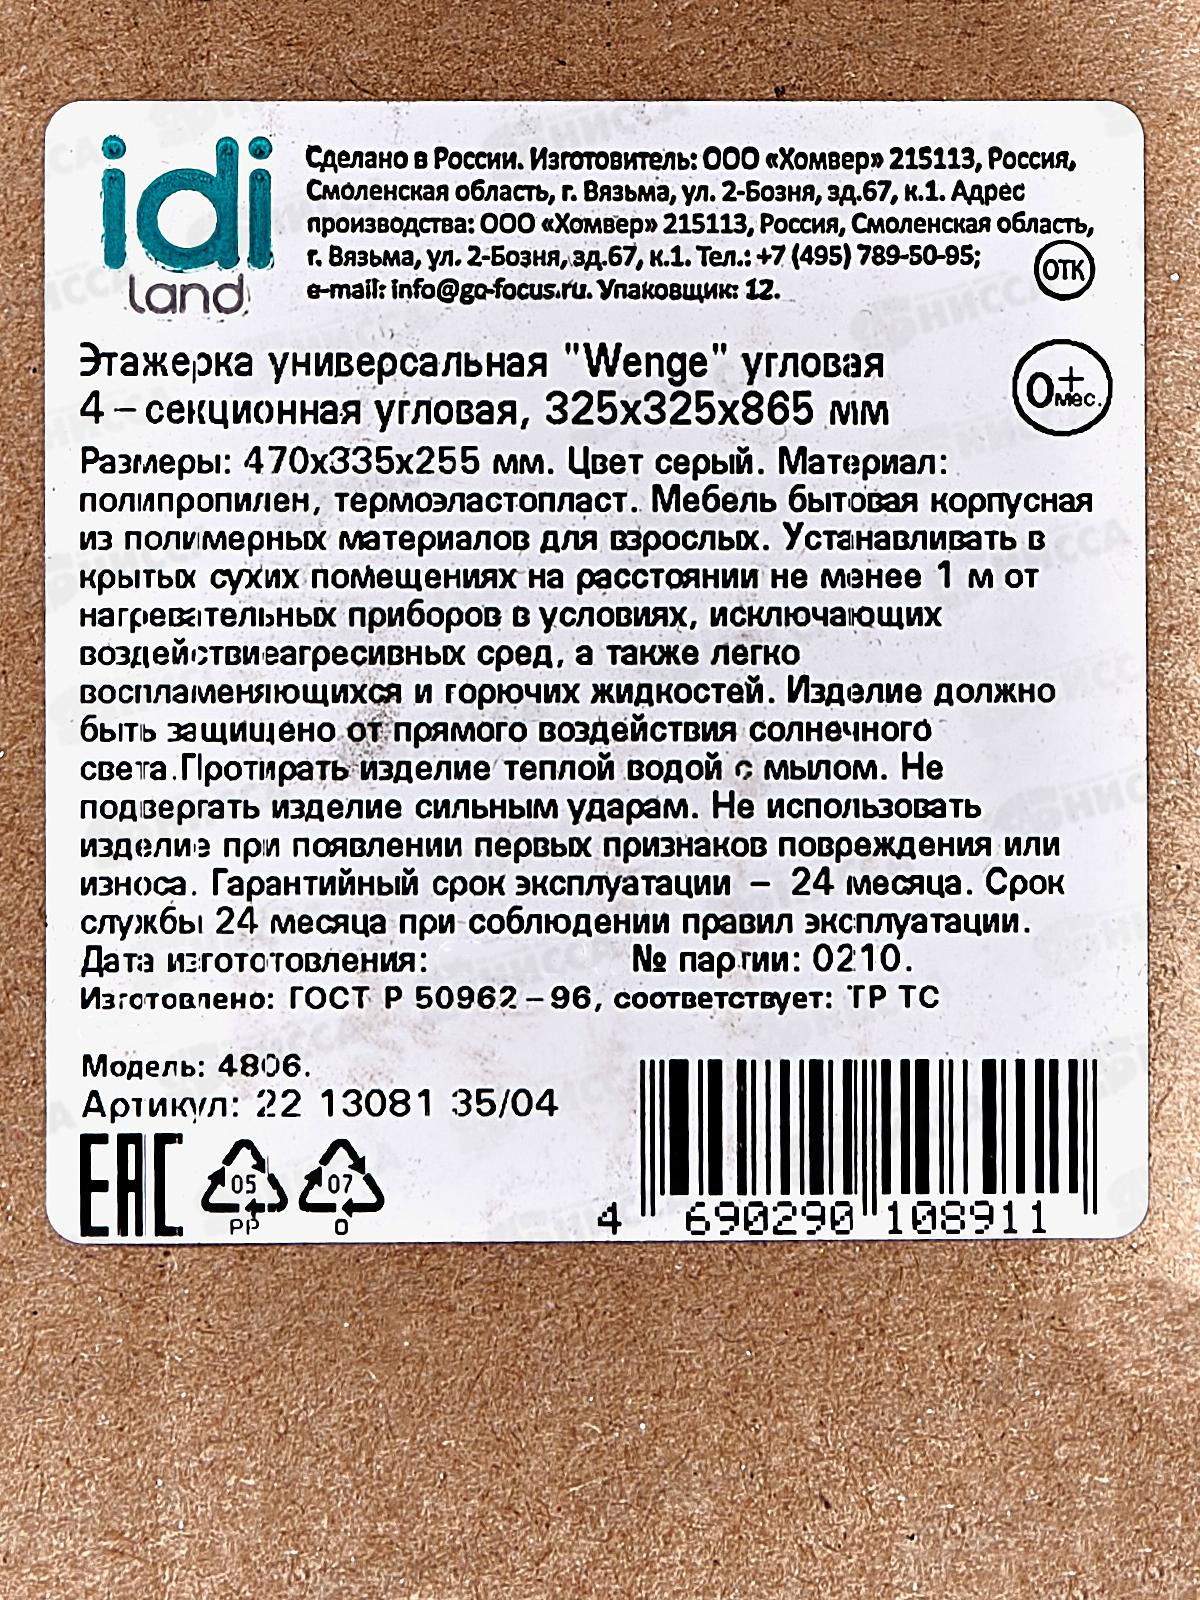 idi
land
Сделано в России. Изготовитель: ООО «Хомвер» 215113, Россия,
Смоленская область, г. Вязьма, ул. 2-Бозня, зд.67, к.1. Адрес
производства: ООО «Хомвер» 215113, Россия, Смоленская область,
г. Вязьма, ул. 2-Бозня, зд.67, к.1. Тел.: +7 (495) 789-50-95;
e-mail: info@go-focus.ru. Упаковщик: 12.
ОТК
Этажерка универсальная "Wenge" угловая
4 – секционная угловая, 325х325х865 мм
0+ мес.
Размеры: 470х335х255 мм. Цвет серый. Материал:
полипропилен, термоэластопласт. Мебель бытовая корпусная
из полимерных материалов для взрослых. Устанавливать в
крытых сухих помещениях на расстоянии не менее 1 м от
нагревательных приборов в условиях, исключающих
воздействиеагресивных сред, а также легко
воспламеняющихся и горючих жидкостей. Изделие должно
быть защищено от прямого воздействия солнечного
света.Протирать изделие теплой водой с мылом. Не
подвергать изделие сильным ударам. Не использовать
изделие при появлении первых признаков повреждения или
износа. Гарантийный срок эксплуатации – 24 месяца. Срок
службы 24 месяца при соблюдении правил эксплуатации.
Дата изготовления: № партии: 0210.
Изготовлено: ГОСТ Р 50962 – 96, соответствует: ТР ТС
Модель: 4806.
Артикул: 22 13081 35/04
EAC
05
PP
07
O
4 690290 108911